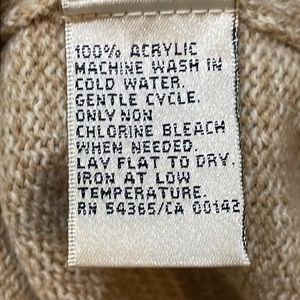 100% ACRYLIC
MACHINE WASH IN
COLD WATER.
GENTLE CYCLE.
ONLY NON
CHLORINE BLEACH
WHEN NEEDED.
LAY FLAT TO DRY.
IRON AT LOW
TEMPERATURE.
RN 54365/CA 00142